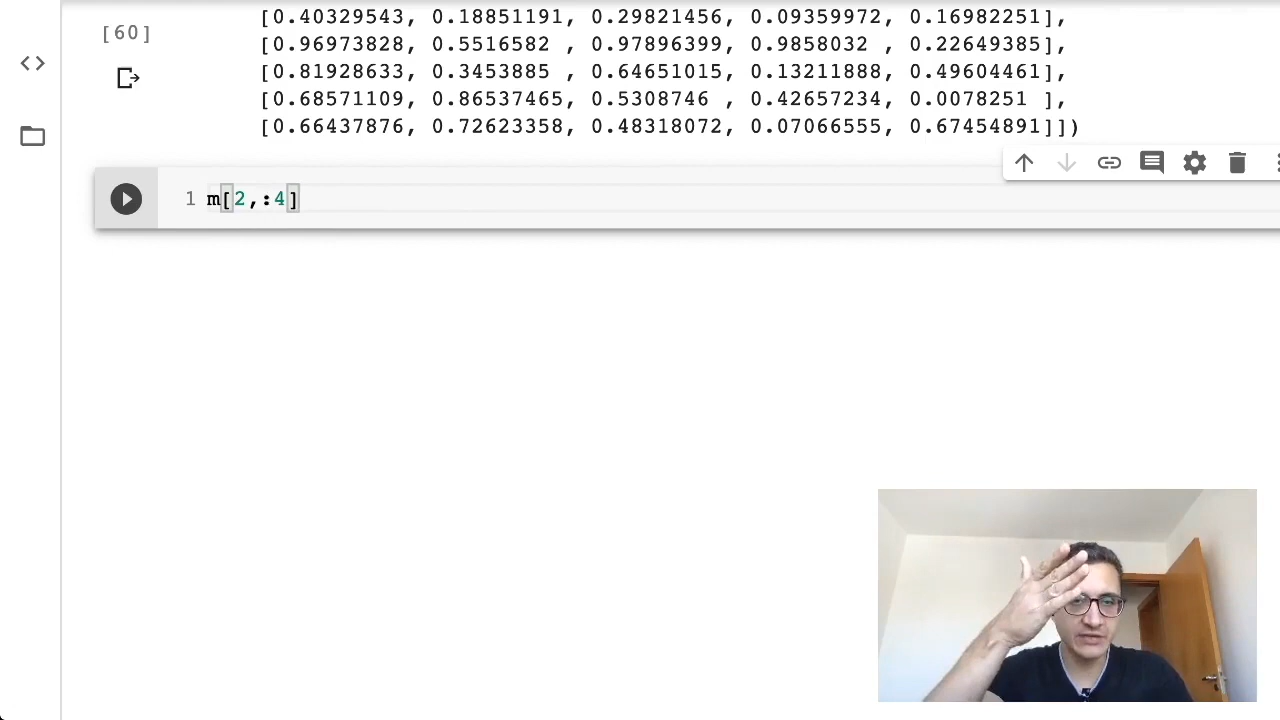 [60]
[0.40329543, 0.18851191, 0.29821456, 0.09359972, 0.16982251],
[0.96973828, 0.5516582 , 0.97896399, 0.9858032 , 0.22649385],
[0.81928633, 0.3453885 , 0.64651015, 0.13211888, 0.49604461],
[0.68571109, 0.86537465, 0.5308746 , 0.42657234, 0.0078251 ],
[0.66437876, 0.72623358, 0.48318072, 0.07066555, 0.67454891]])
1 m[2,:4]